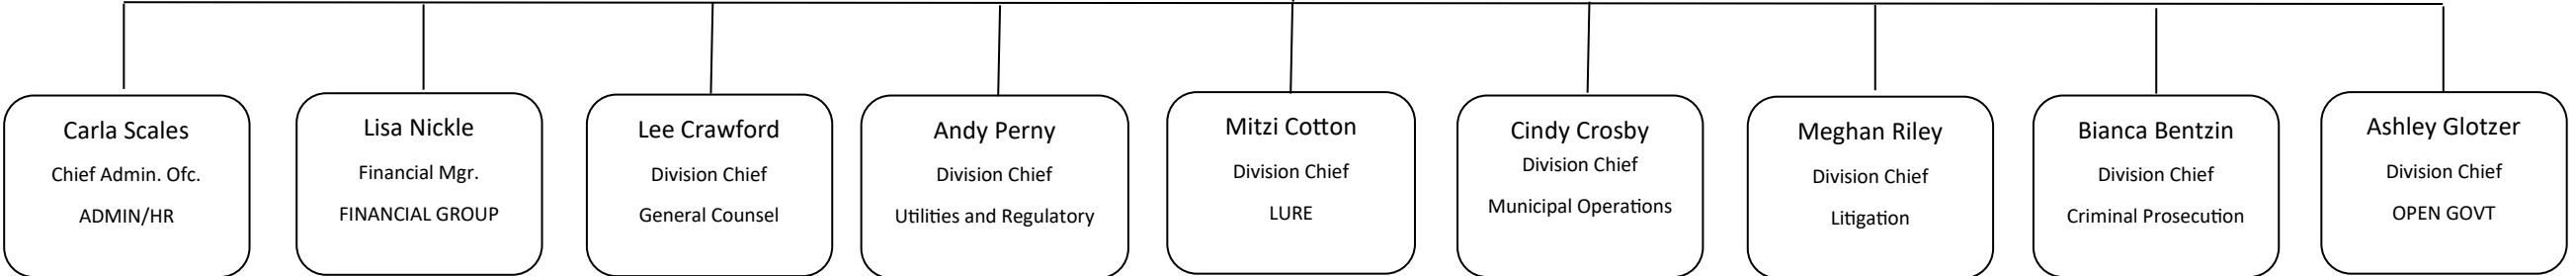 Carla Scales
Chief Admin. Ofc.
ADMIN/HR
Lisa Nickle
Financial Mgr.
FINANCIAL GROUP
Lee Crawford
Division Chief
General Counsel
Andy Perny
Division Chief
Utilities and Regulatory
Mitzi Cotton
Division Chief
LURE
Cindy Crosby
Division Chief
Municipal Operations
Meghan Riley
Division Chief
Litigation
Bianca Bentzin
Division Chief
Criminal Prosecution
Ashley Glotzer
Division Chief
OPEN GOVT